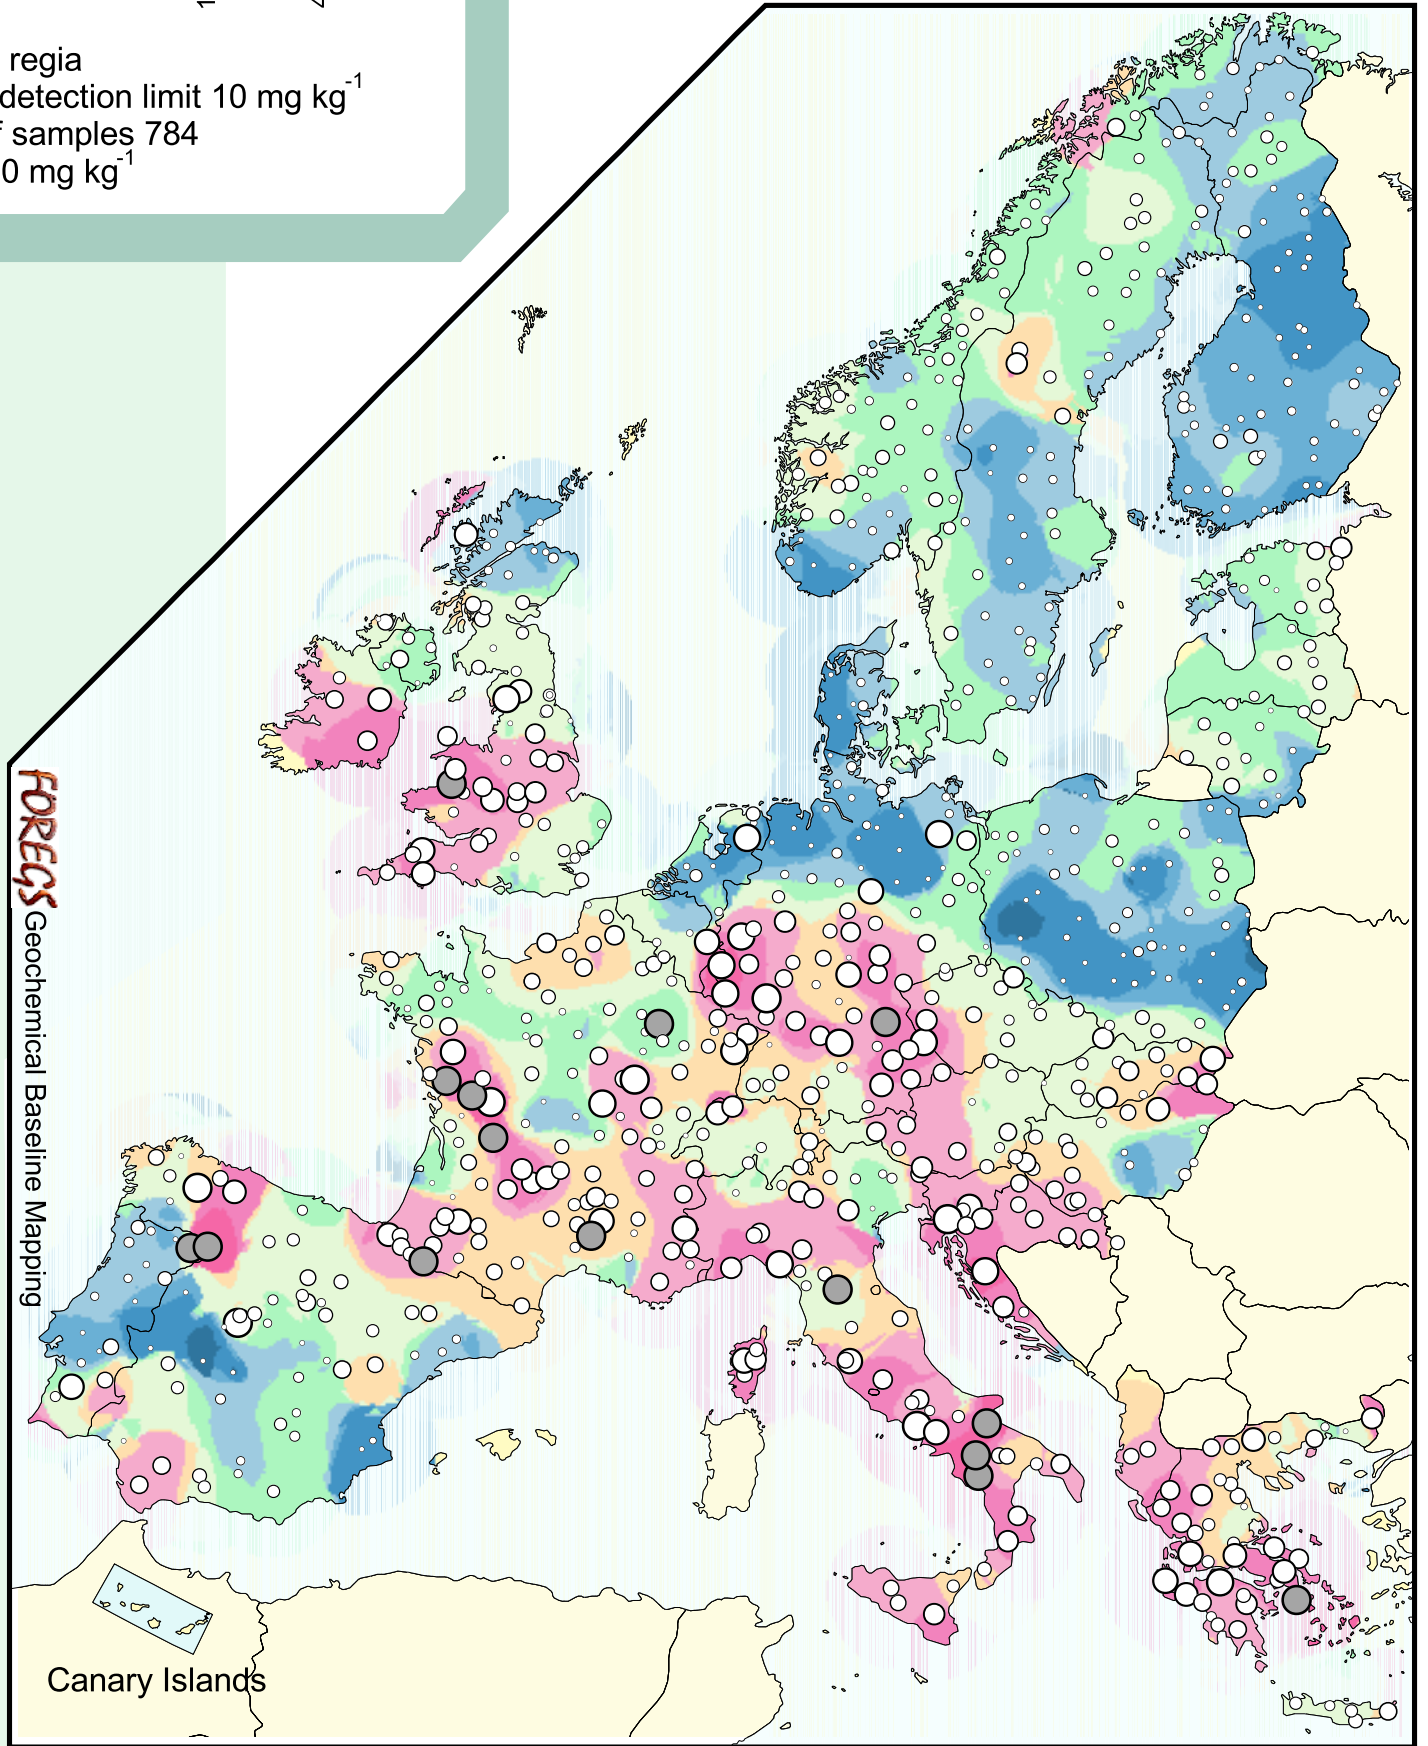 regia
detection limit 10 mg kg-1
samples 784
0 mg kg-1
FOREGS Geochemical Baseline Mapping
Canary Islands